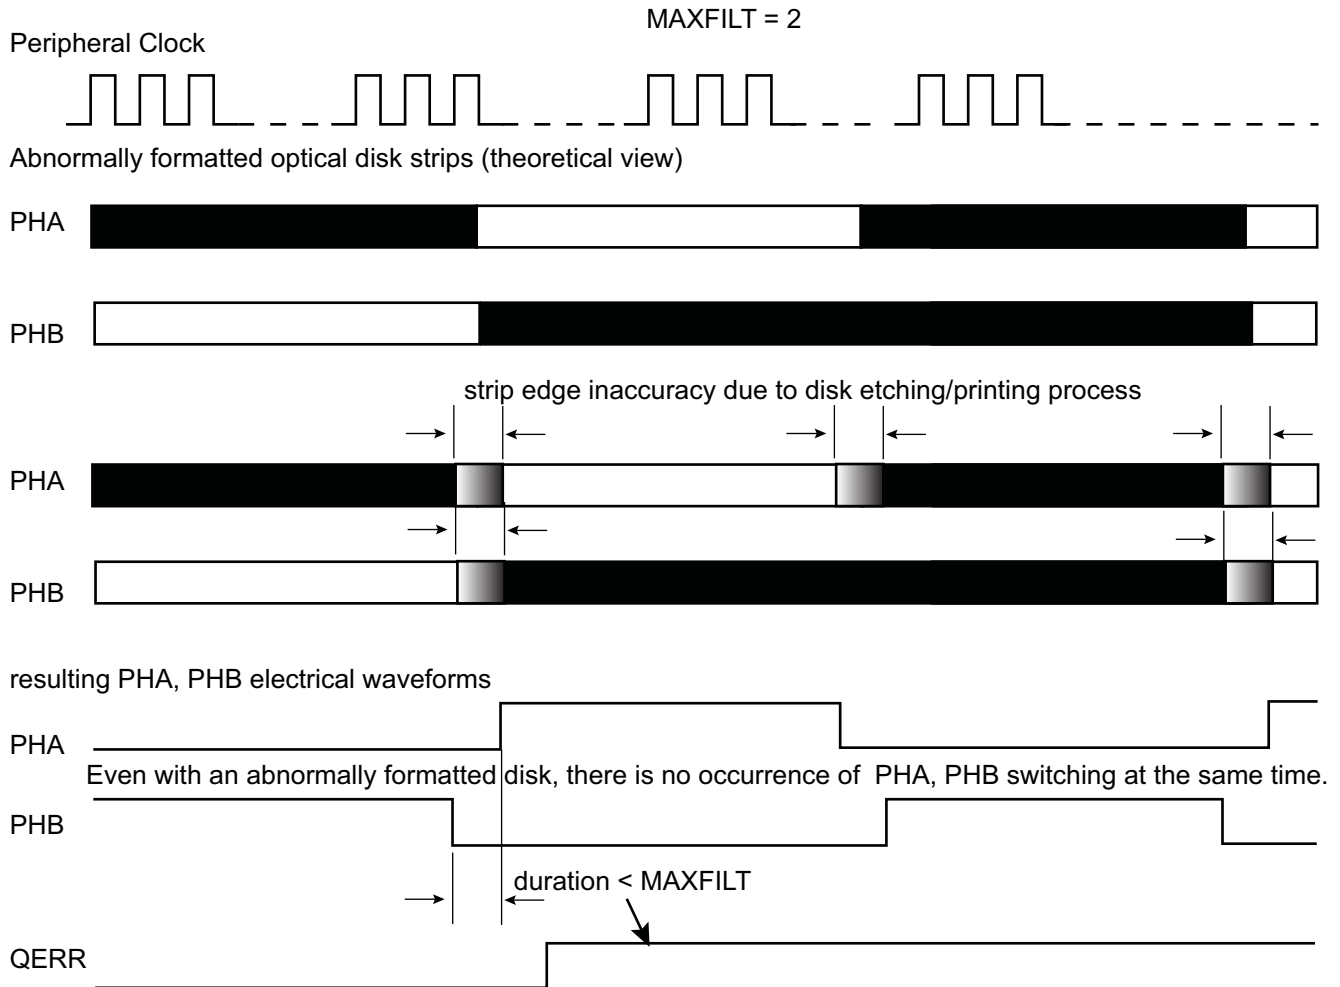 MAXFILT = 2
Peripheral Clock
Abnormally formatted optical disk strips (theoretical view)
PHA
PHB
strip edge inaccuracy due to disk etching/printing process
PHA
PHB
resulting PHA, PHB electrical waveforms
PHA
Even with an abnormally formatted disk, there is no occurrence of PHA, PHB switching at the same time.
PHB
duration < MAXFILT
QERR